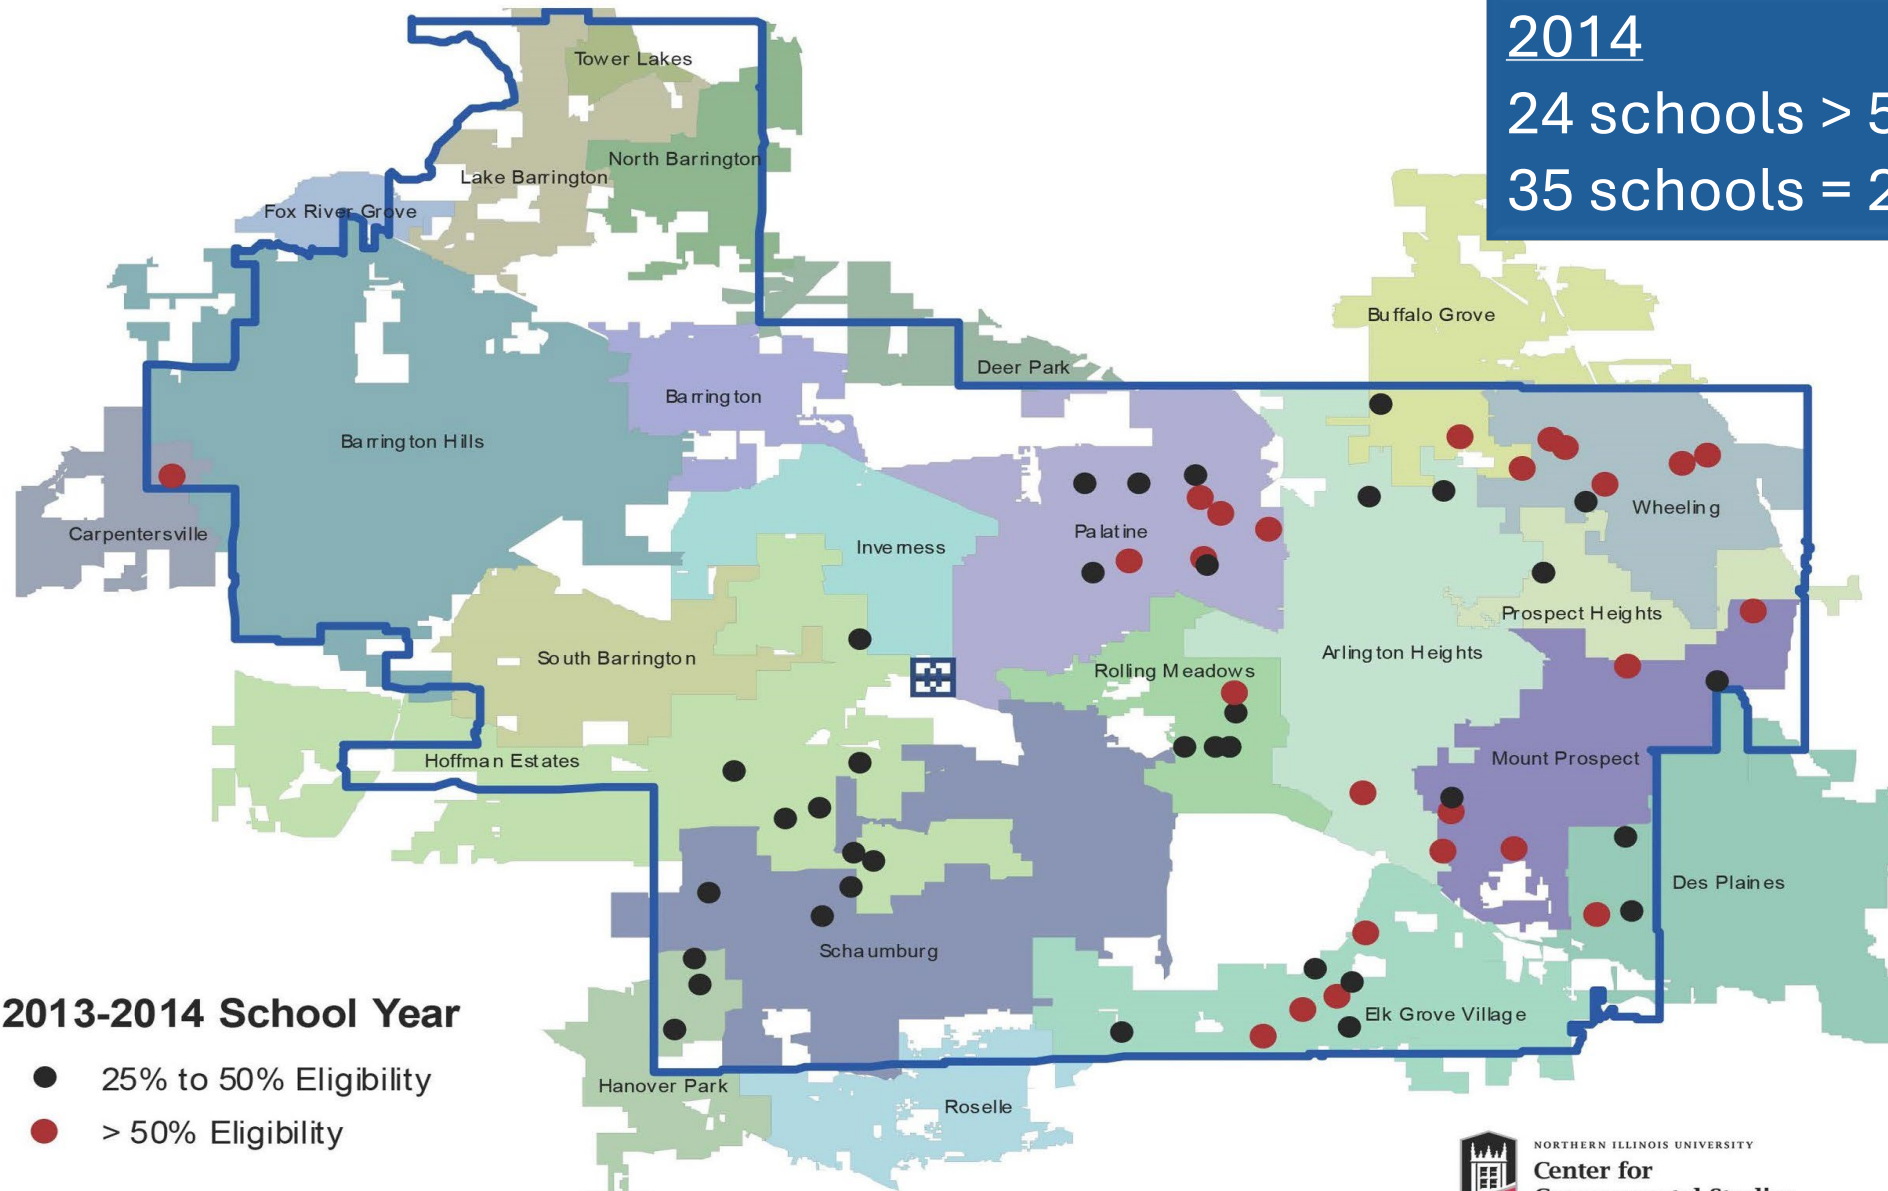 2014
24 schools > 5
35 schools = 2
Tower Lakes
North Barrington
Lake Barrington
Fox River Grove
Buffalo Grove
Deer Park
Barrington
Barrington Hills
Carpentersville
Wheeling
Palatine
Inverness
Prospect Heights
Arlington Heights
South Barrington
Rolling Meadows
Hoffman Estates
Mount Prospect
Des Plaines
Schaumburg
Elk Grove Village
Hanover Park
Roselle
2013-2014 School Year
25% to 50% Eligibility
> 50% Eligibility
NORTHERN ILLINOIS UNIVERSITY
Center for